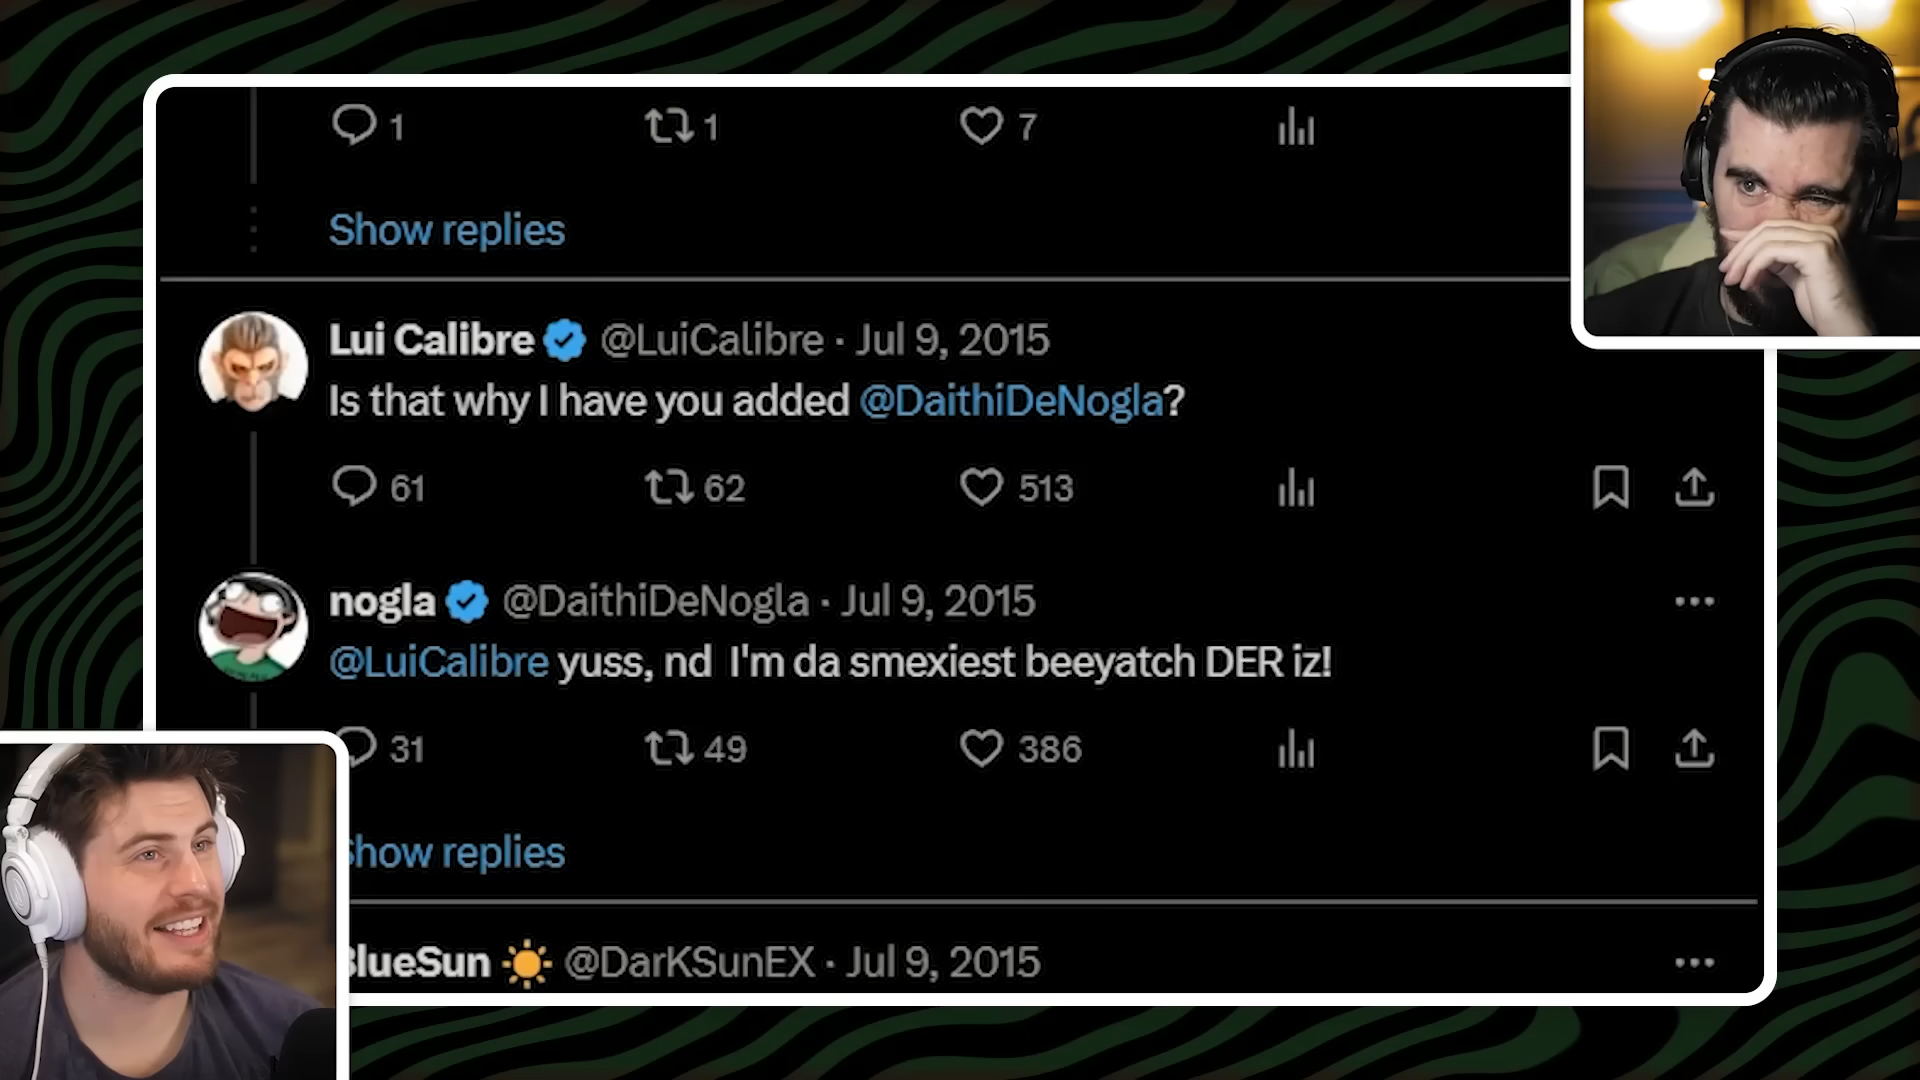 1 1 7
Show replies
Lui Calibre @LuiCalibre · Jul 9, 2015
Is that why I have you added @DaithiDeNogla?
61 62 513
nogla @DaithiDeNogla · Jul 9, 2015
@LuiCalibre yuss, nd I'm da smexiest beeyatch DER iz!
31 49 386
Show replies
BlueSun @DarKSunEX · Jul 9, 2015